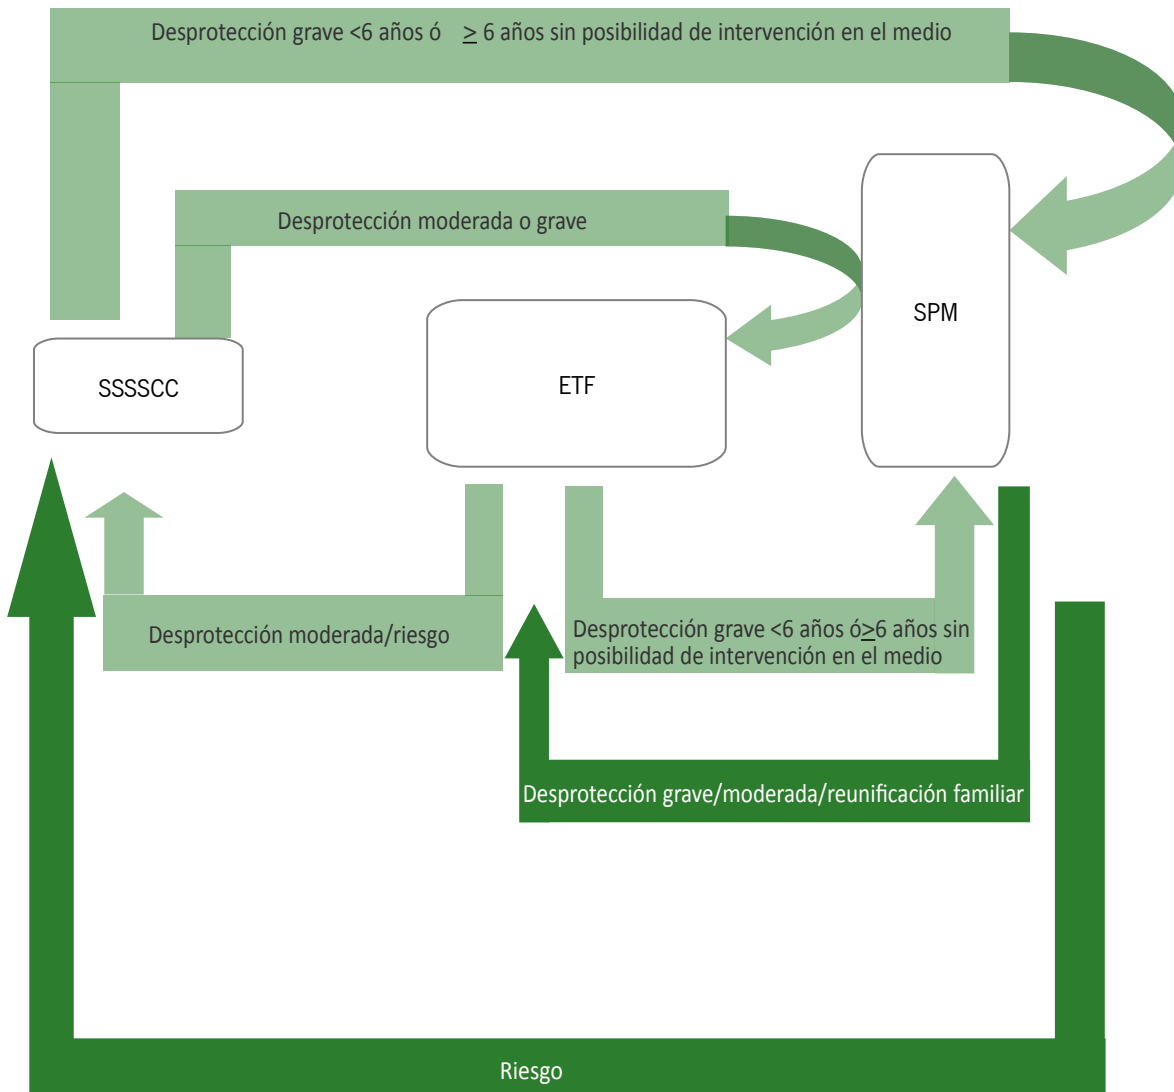 Desprotección grave <6 años ó ≥ 6 años sin posibilidad de intervención en el medio
Desprotección moderada o grave
SPM
ETF
SSSSCC
Desprotección moderada/riesgo
Desprotección grave <6 años ó≥6 años sin
posibilidad de intervención en el medio
Desprotección grave/moderada/reunificación familiar
Riesgo